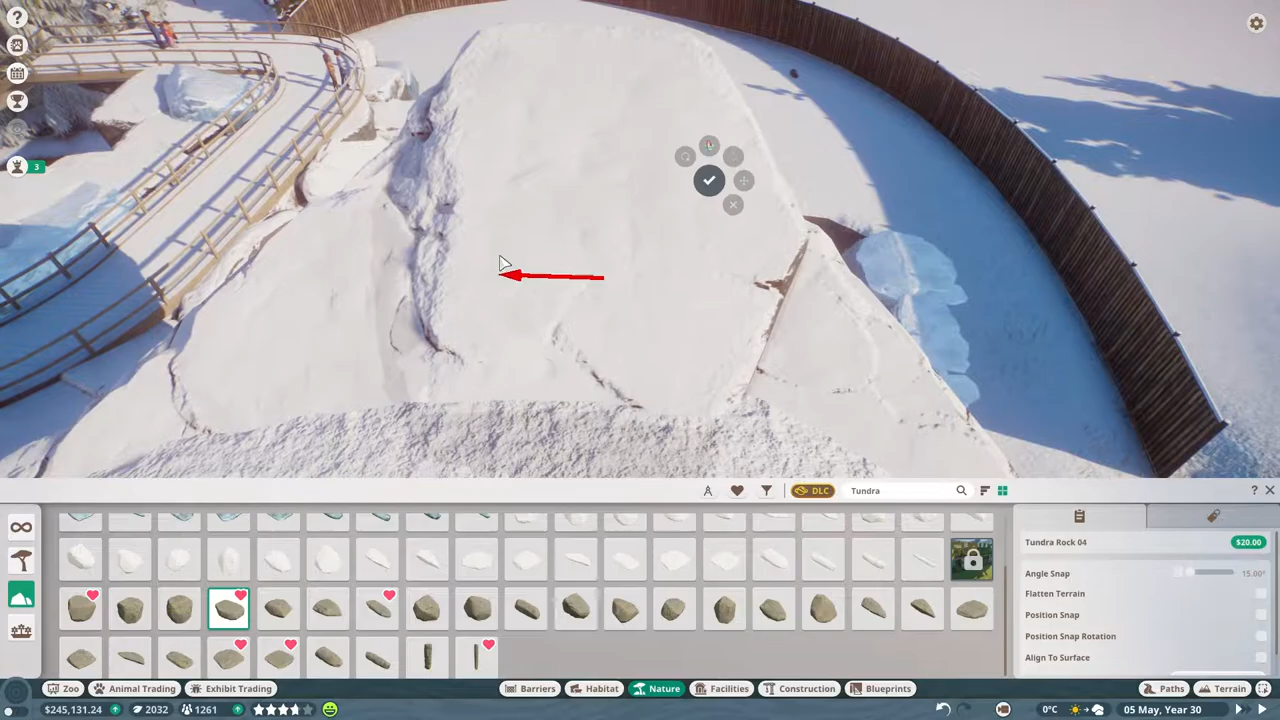 ?
3
DLC
Tundra
?
Tundra Rock 04
$20.00
Angle Snap
15.00°
Flatten Terrain
Position Snap
Position Snap Rotation
Align To Surface
Zoo
Animal Trading
Exhibit Trading
Barriers
Habitat
Nature
Facilities
Construction
Blueprints
Paths
Terrain
$245,131.24
2032
1261
0°C
05 May, Year 30